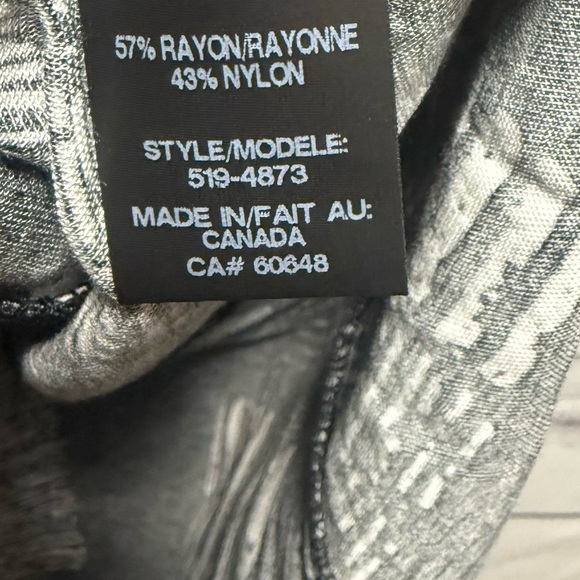 57% RAYON/RAYONNE
43% NYLON
STYLE/MODELE:
519-4873
MADE IN/FAIT AU:
CANADA
CA# 60648